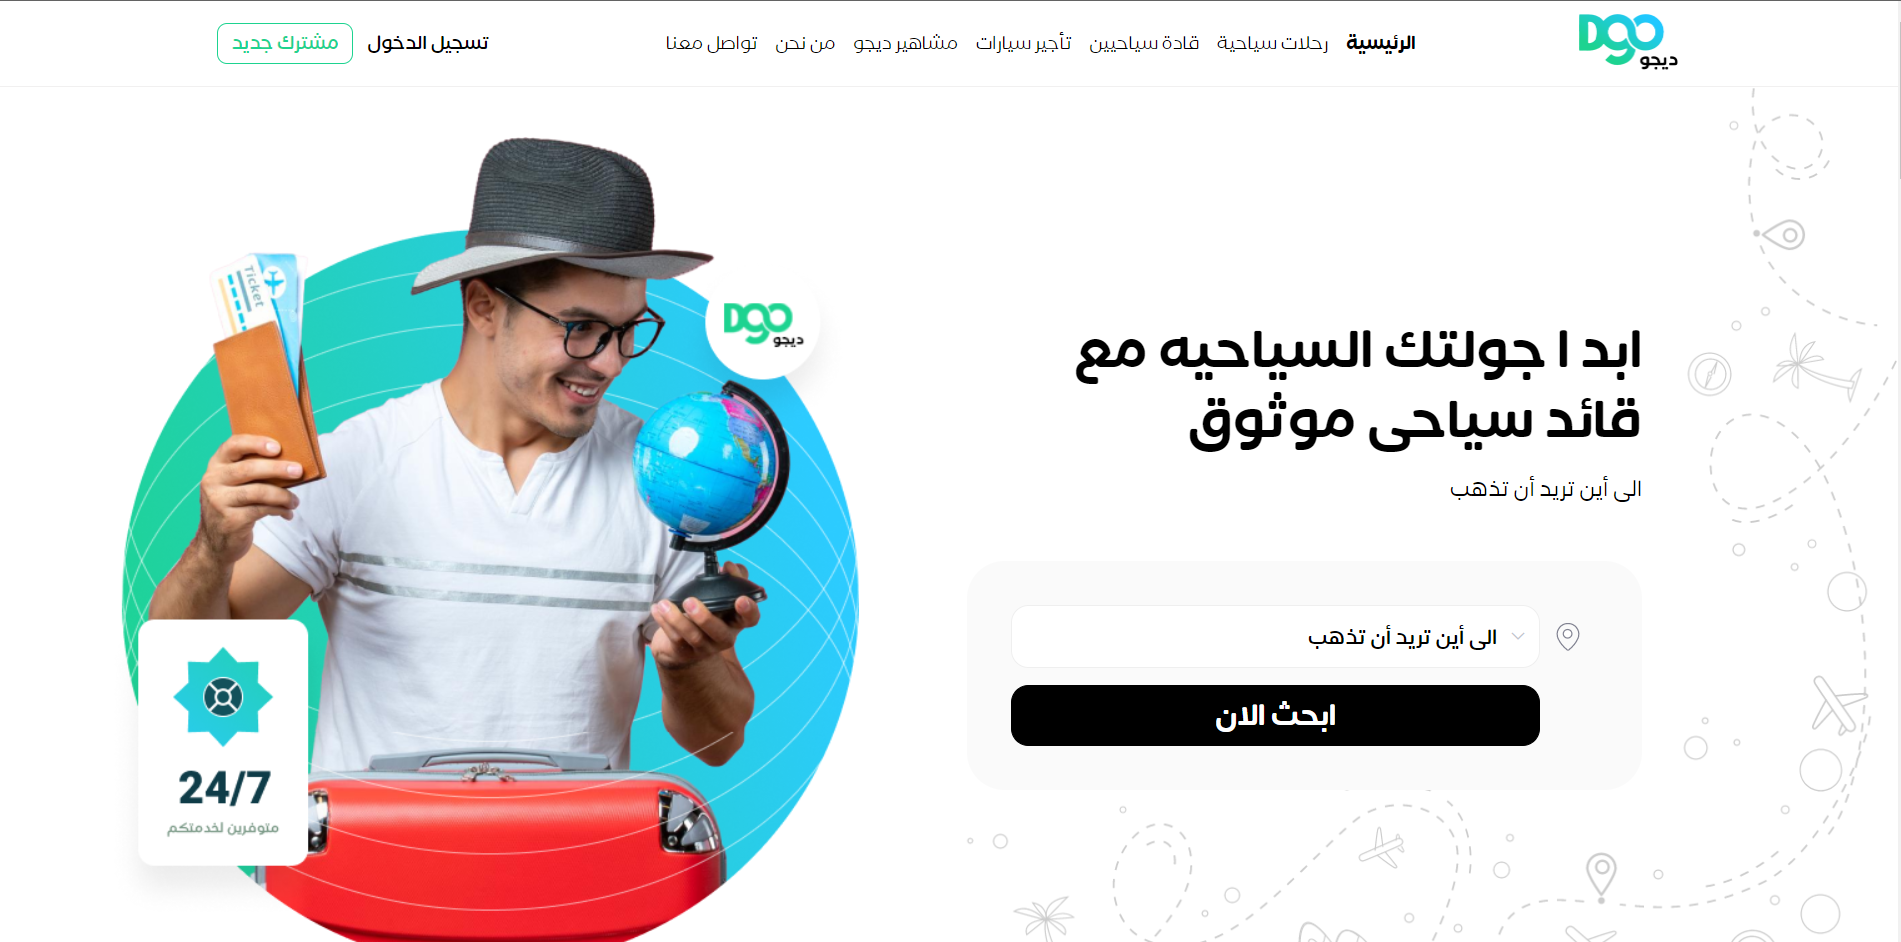 Dgo
ديجو
الرئيسية
رحلات سياحية
قادة سياحيين
تأجير سيارات
مشاهير ديجو
من نحن
تواصل معنا
تسجيل الدخول
مشترك جديد
ابد ا جولتك السياحيه مع
قائد سياحى موثوق
الى أين تريد أن تذهب
الى أين تريد أن تذهب
ابحث الان
Ticket
Dgo
ديجو
24/7
متوفرين لخدمتكم